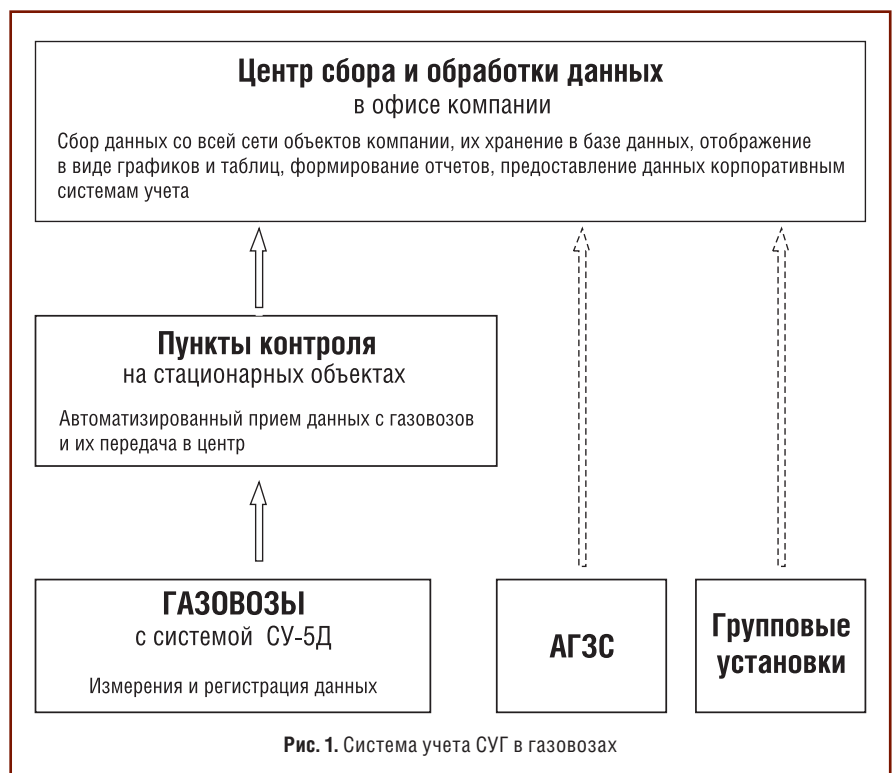 Центр сбора и обработки данных
в офисе компании
Сбор данных со всей сети объектов компании, их хранение в базе данных, отображение
в виде графиков и таблиц, формирование отчетов, предоставление данных корпоративным
системам учета
Пункты контроля
на стационарных объектах
Автоматизированный прием данных с газовозов
и их передача в центр
ГАЗОВОЗЫ
с системой СУ-5Д
Измерения и регистрация данных
АГЗС
Групповые
установки
Рис. 1. Система учета СУГ в газовозах